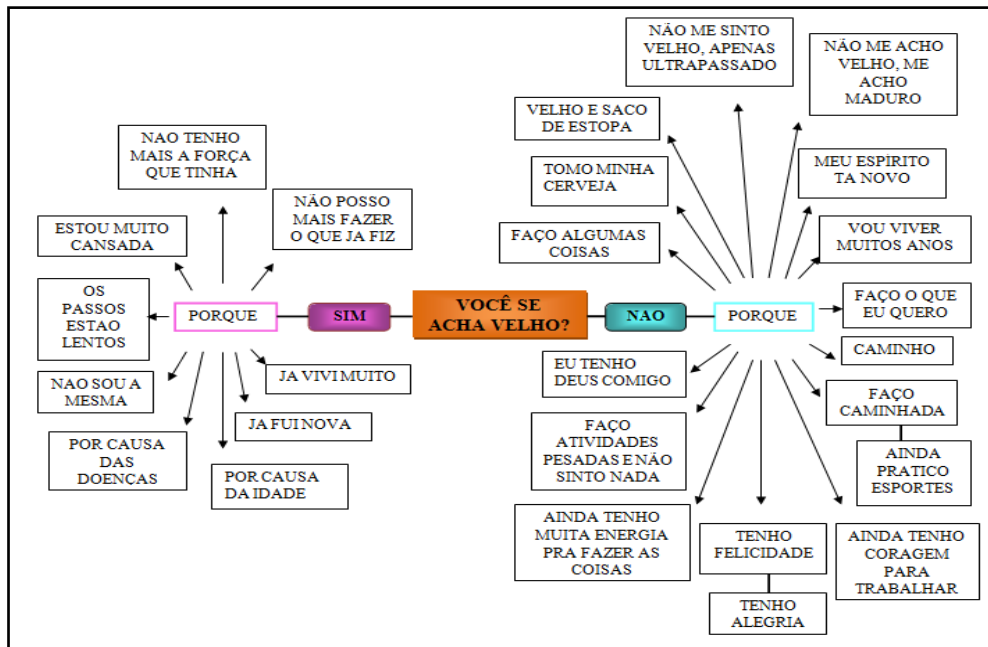 NÃO ME SINTO
VELHO, APENAS
ULTRAPASSADO
NÃO ME ACHO
VELHO, ME
ACHO
MADURO
VELHO E SACO
DE ESTOPA
NAO TENHO
MAIS A FORÇA
QUE TINHA
TOMO MINHA
CERVEJA
MEU ESPÍRITO
TA NOVO
NÃO POSSO
MAIS FAZER
O QUE JA FIZ
ESTOU MUITO
CANSADA
FAÇO ALGUMAS
COISAS
VOU VIVER
MUITOS ANOS
OS
PASSOS
ESTAO
LENTOS
PORQUE
SIM
VOCÊ SE
ACHA VELHO?
NAO
PORQUE
FAÇO O QUE
EU QUERO
CAMINHO
EU TENHO
DEUS COMIGO
JA VIVI MUITO
NAO SOU A
MESMA
FAÇO
CAMINHADA
JA FUI NOVA
FAÇO
ATIVIDADES
PESADAS E NÃO
SINTO NADA
POR CAUSA
DAS
DOENÇAS
AINDA
PRATICO
ESPORTES
POR CAUSA
DA IDADE
AINDA TENHO
MUITA ENERGIA
PRA FAZER AS
COISAS
TENHO
FELICIDADE
AINDA TENHO
CORAGEM
PARA
TRABALHAR
TENHO
ALEGRIA